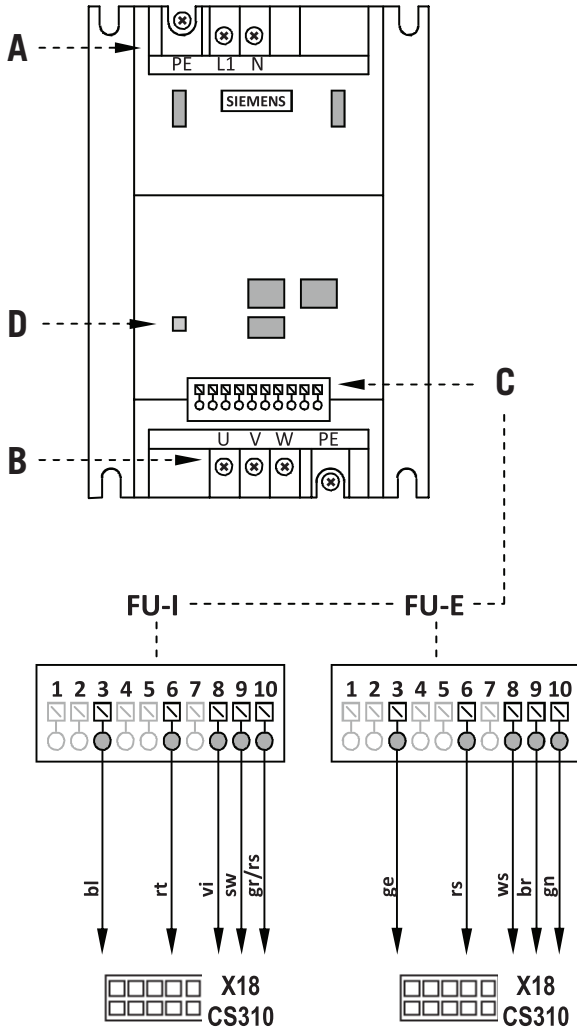 A
PE L1 N
SIEMENS
D
C
U V W PE
B
FU-I FU-E
1 2 3 4 5 6 7 8 9 10
bl rt vi sw gr/rs
X18
CS310
1 2 3 4 5 6 7 8 9 10
ge rs ws br gn
X18
CS310